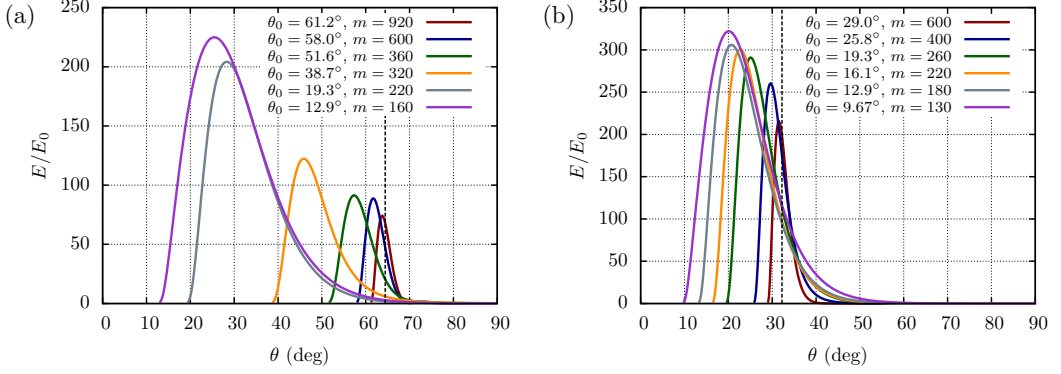 (a)
E/E₀
250
200
150
100
50
0
θ₀ = 61.2°, m = 920
θ₀ = 58.0°, m = 600
θ₀ = 51.6°, m = 360
θ₀ = 38.7°, m = 320
θ₀ = 19.3°, m = 220
θ₀ = 12.9°, m = 160
0 10 20 30 40 50 60 70 80 90
θ (deg)
(b)
E/E₀
350
300
250
200
150
100
50
0
θ₀ = 29.0°, m = 600
θ₀ = 25.8°, m = 400
θ₀ = 19.3°, m = 260
θ₀ = 16.1°, m = 220
θ₀ = 12.9°, m = 180
θ₀ = 9.67°, m = 130
0 10 20 30 40 50 60 70 80 90
θ (deg)